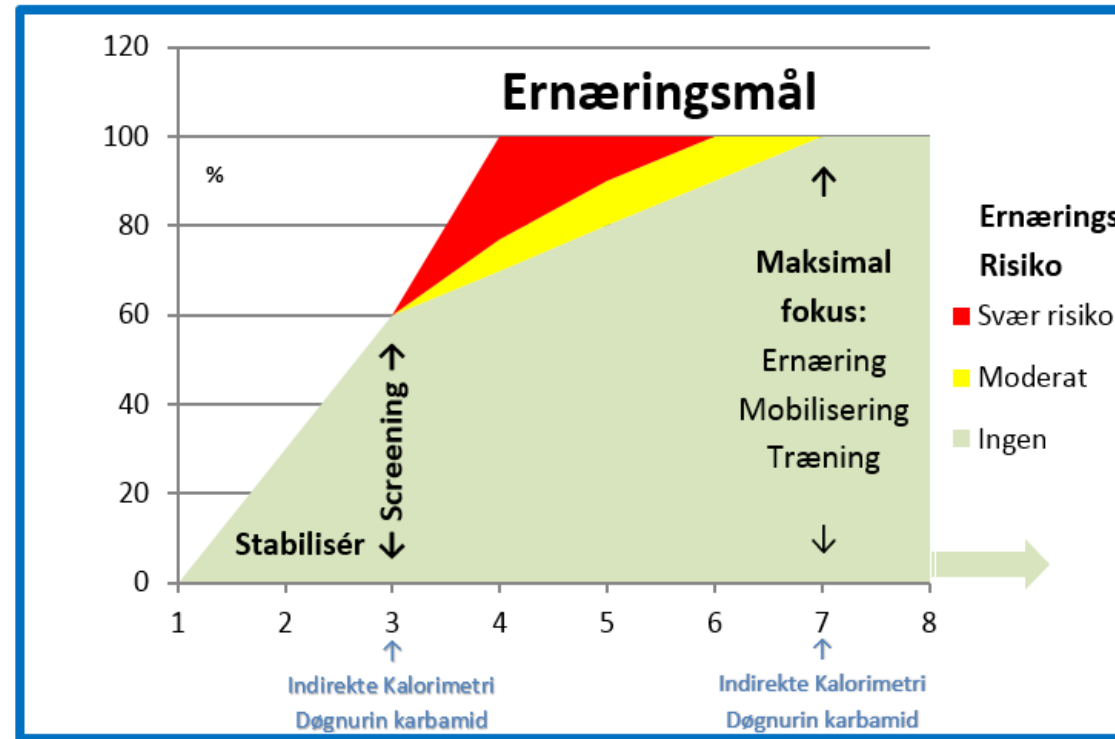 Ernæringsmål
120
100
80
60
40
20
0
%
Stabilisér
Screening
Maksimal
fokus:
Ernæring
Mobilisering
Træning
1 2 3 4 5 6 7 8
Indirekte Kalorimetri
Døgnurin karbamid
Indirekte Kalorimetri
Døgnurin karbamid
Ernærings
Risiko
Svær risiko
Moderat
Ingen